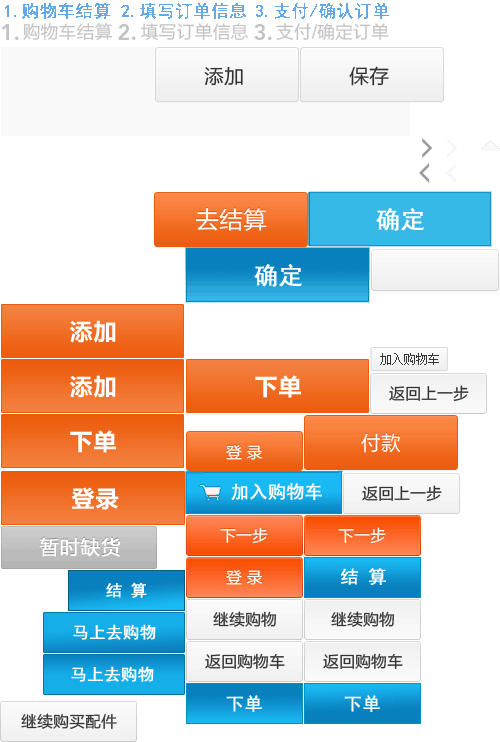 1. 购物车结算 2. 填写订单信息 3. 支付/确认订单
1. 购物车结算 2. 填写订单信息 3. 支付/确定订单
添加 保存
去结算 确定
确定
添加
加入购物车
添加 下单 返回上一步
下单 登录 付款
登录 加入购物车 返回上一步
暂时缺货 下一步 下一步
结 算 登录 结 算
马上去购物 继续购物 继续购物
马上去购物 返回购物车 返回购物车
下单 下单
继续购买配件